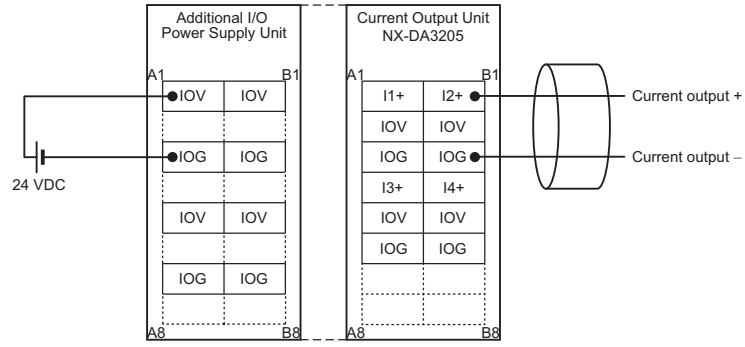 Additional I/O
Power Supply Unit
Current Output Unit
NX-DA3205
A1
B1
A1
B1
IOV
IOV
I1+
I2+
Current output +
IOV
IOV
IOG
IOG
IOG
IOG
Current output –
24 VDC
I3+
I4+
IOV
IOV
IOV
IOV
IOG
IOG
IOG
IOG
A8
B8
A8
B8